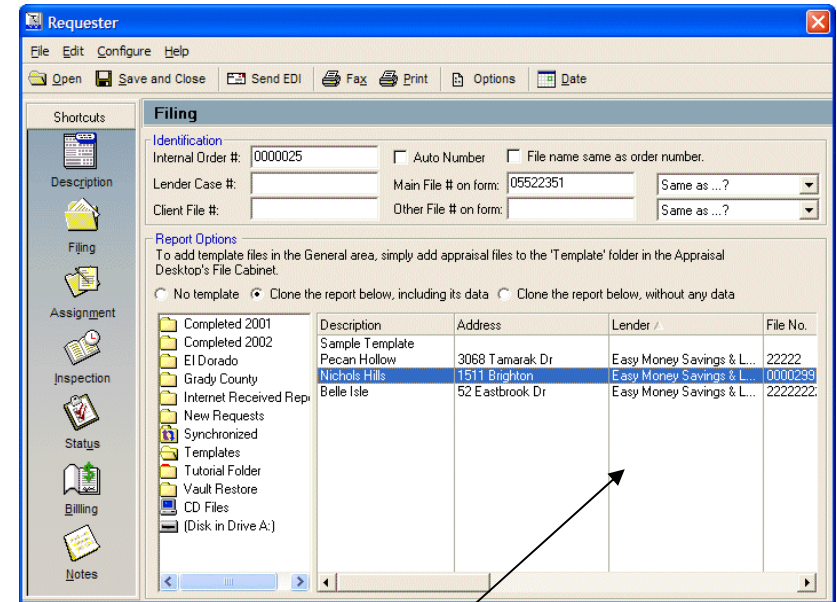 Requester
File Edit Configure Help
Open Save and Close Send EDI Fax Print Options Date
Shortcuts
Description
Filing
Assignment
Inspection
Status
Billing
Notes
Filing
Identification
Internal Order #: 0000025 Auto Number File name same as order number.
Lender Case #: Main File # on form: 05522351 Same as ...?
Client File #: Other File # on form: Same as ...?
Report Options
To add template files in the General area, simply add appraisal files to the 'Template' folder in the Appraisal
Desktop's File Cabinet.
No template Clone the report below, including its data Clone the report below, without any data
Completed 2001
Completed 2002
El Dorado
Grady County
Internet Received Rep
New Requests
Synchronized
Templates
Tutorial Folder
Vault Restore
CD Files
(Disk in Drive A:)
Description Address Lender File No.
Sample Template
Pecan Hollow 3068 Tamarak Dr Easy Money Savings & L... 22222
Nichols Hills 1511 Brighton Easy Money Savings & L... 0000299
Belle Isle 52 Eastbrook Dr Easy Money Savings & L... 2222222